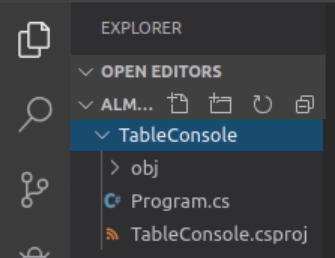 EXPLORER
OPEN EDITORS
ALM...
TableConsole
obj
Program.cs
TableConsole.csproj